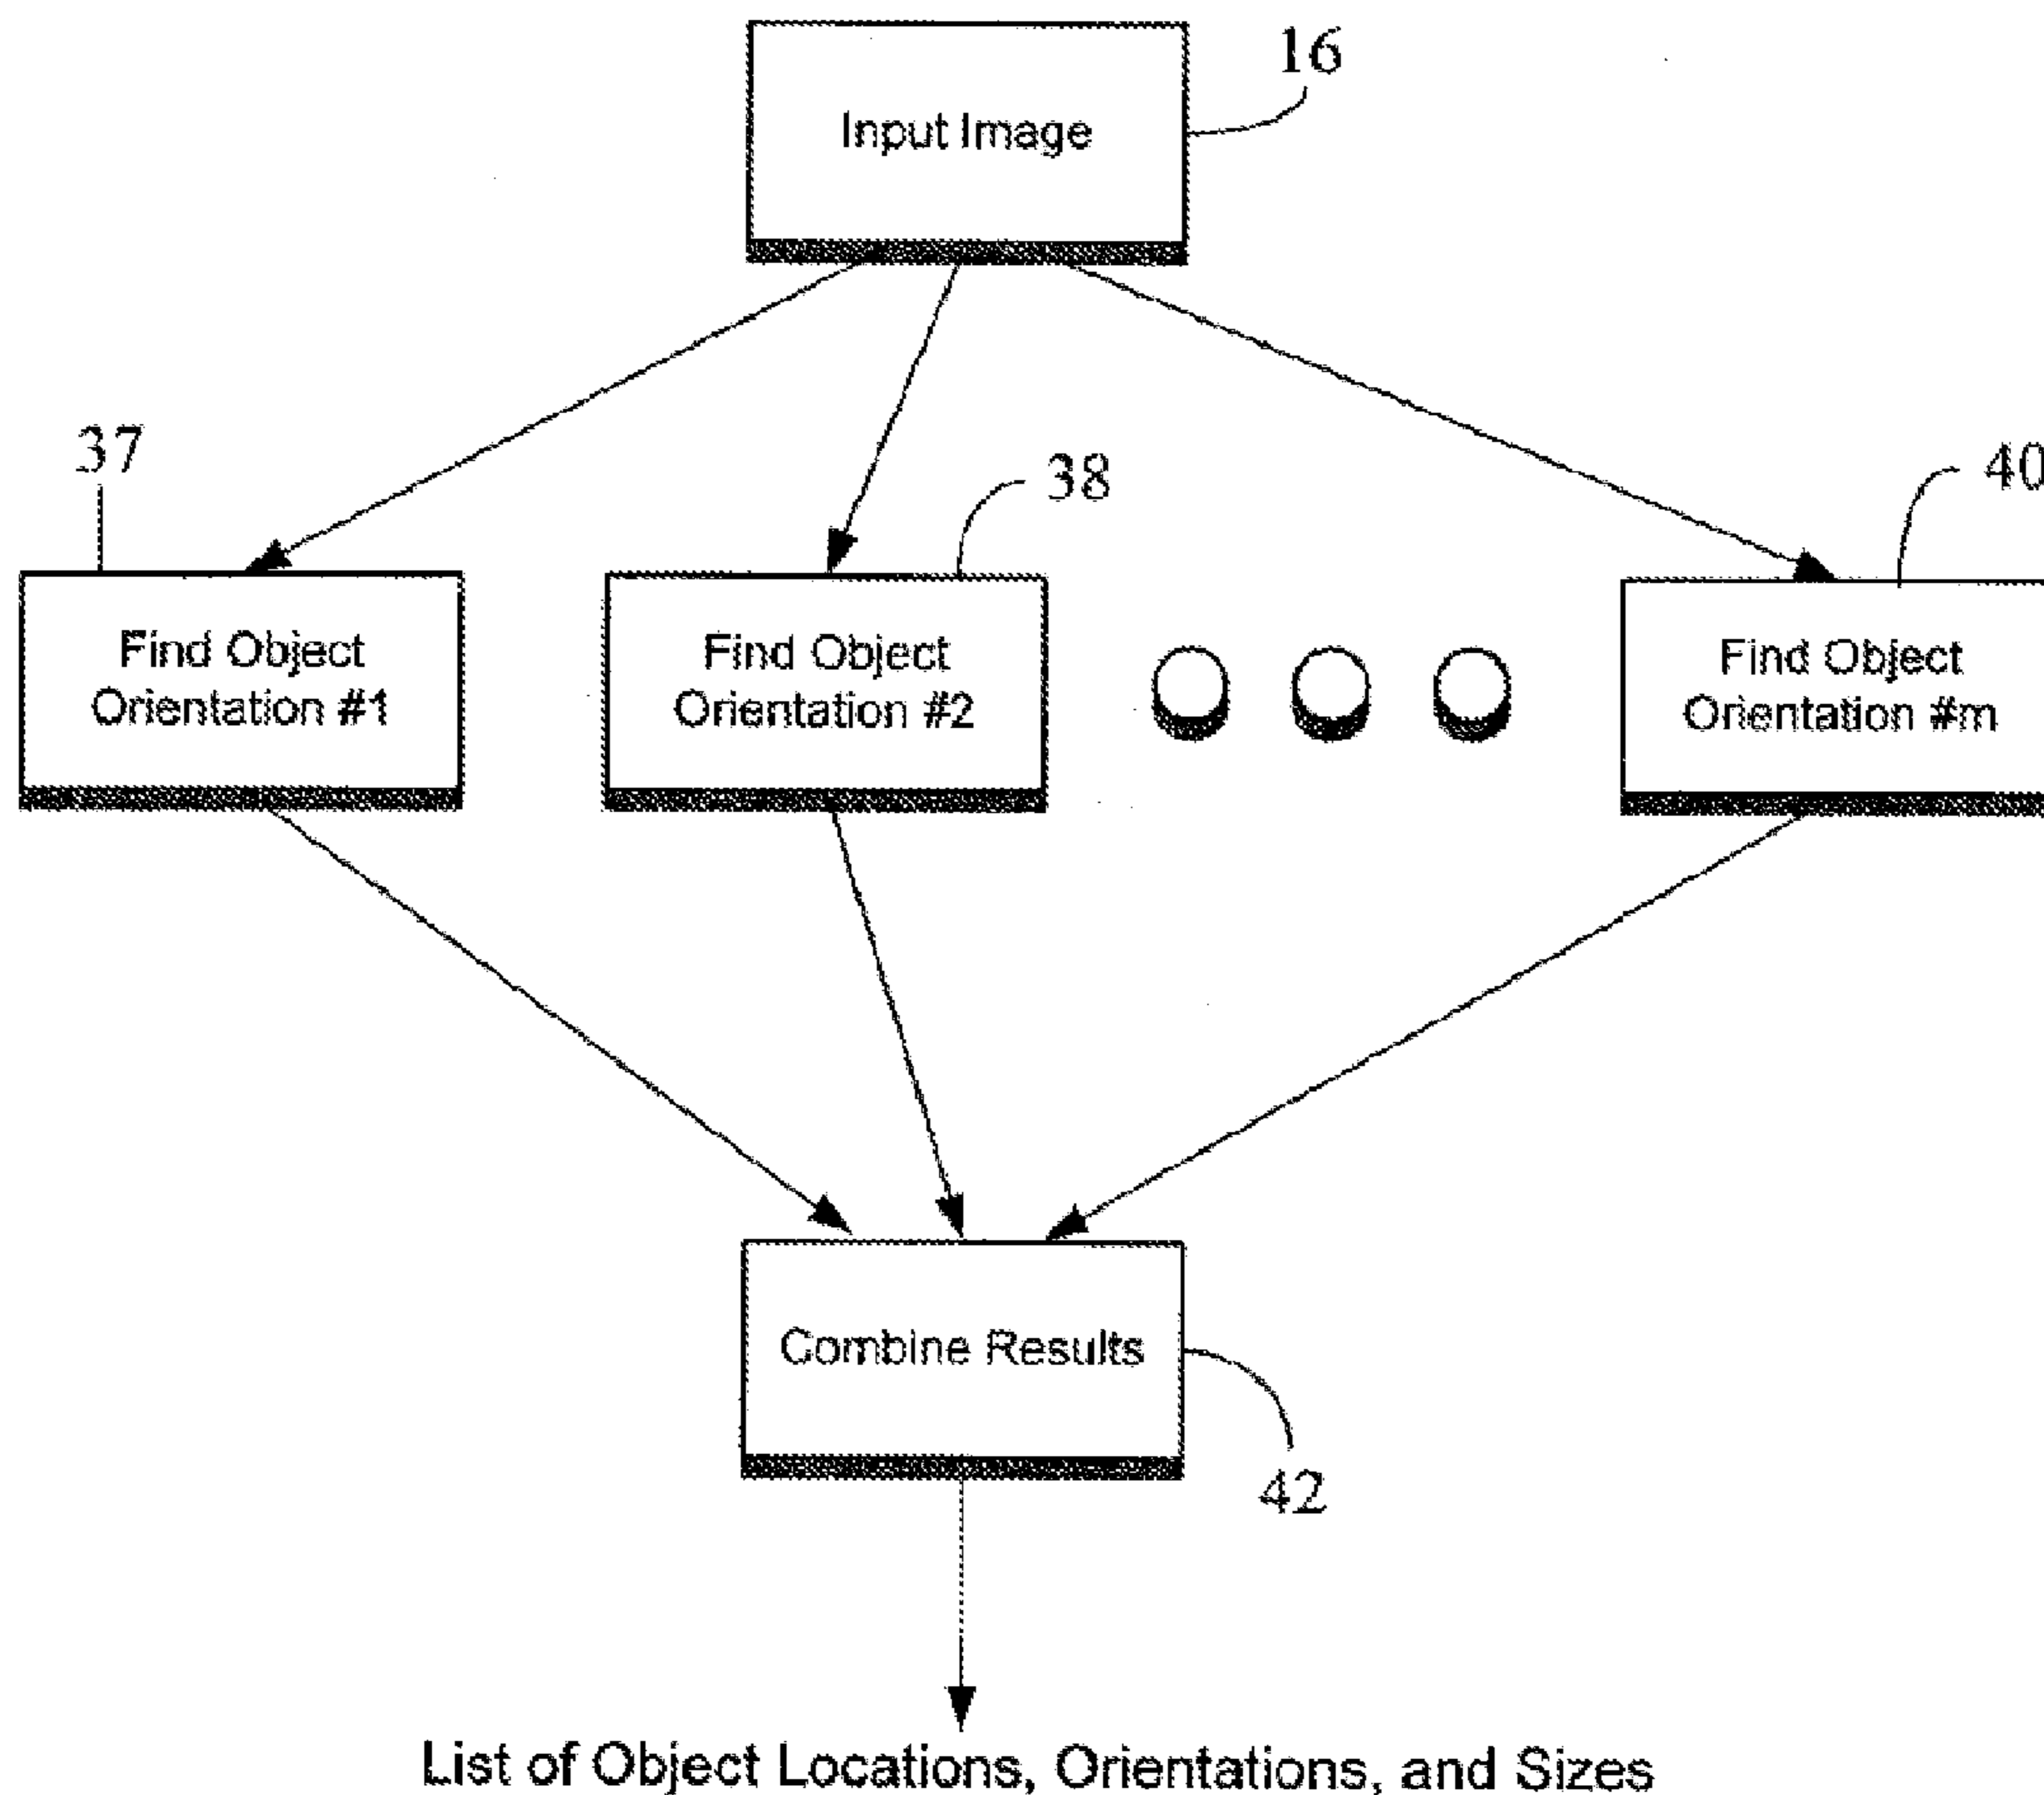 16
Input Image
37
38
40
Find Object
Orientation #1
Find Object
Orientation #2
Find Object
Orientation #m
Combine Results
42
List of Object Locations, Orientations, and Sizes